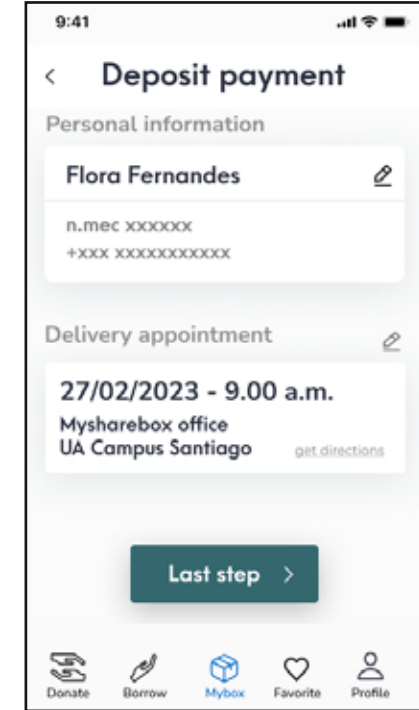 9:41
Deposit payment
Personal information
Flora Fernandes
n.mec xxxxxx
+xxx xxxxxxxxxxx
Delivery appointment
27/02/2023 - 9.00 a.m.
Mysharebox office
UA Campus Santiago
get directions
Last step
Donate Borrow Mybox Favorite Profile